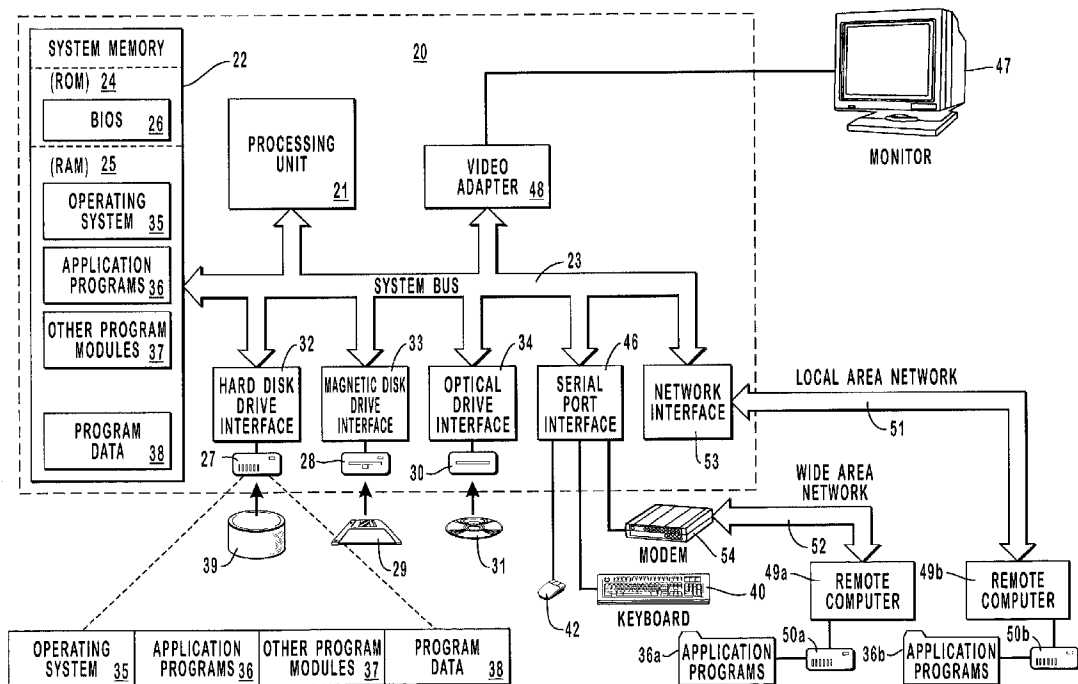 SYSTEM MEMORY
22
(ROM) 24
BIOS
26
(RAM) 25
OPERATING
SYSTEM 35
APPLICATION
PROGRAMS 36
OTHER PROGRAM
MODULES 37
PROGRAM
DATA 38
20
PROCESSING
UNIT
21
VIDEO
ADAPTER 48
47
MONITOR
SYSTEM BUS
23
32
HARD DISK
DRIVE
INTERFACE
33
MAGNETIC DISK
DRIVE
INTERFACE
34
OPTICAL
DRIVE
INTERFACE
46
SERIAL
PORT
INTERFACE
NETWORK
INTERFACE
53
LOCAL AREA NETWORK
51
27
28
30
39
29
31
WIDE AREA
NETWORK
52
MODEM
54
42
KEYBOARD
40
49a
REMOTE
COMPUTER
49b
REMOTE
COMPUTER
50a
50b
36a
APPLICATION
PROGRAMS
36b
APPLICATION
PROGRAMS
OPERATING
SYSTEM 35
APPLICATION
PROGRAMS 36
OTHER PROGRAM
MODULES 37
PROGRAM
DATA 38